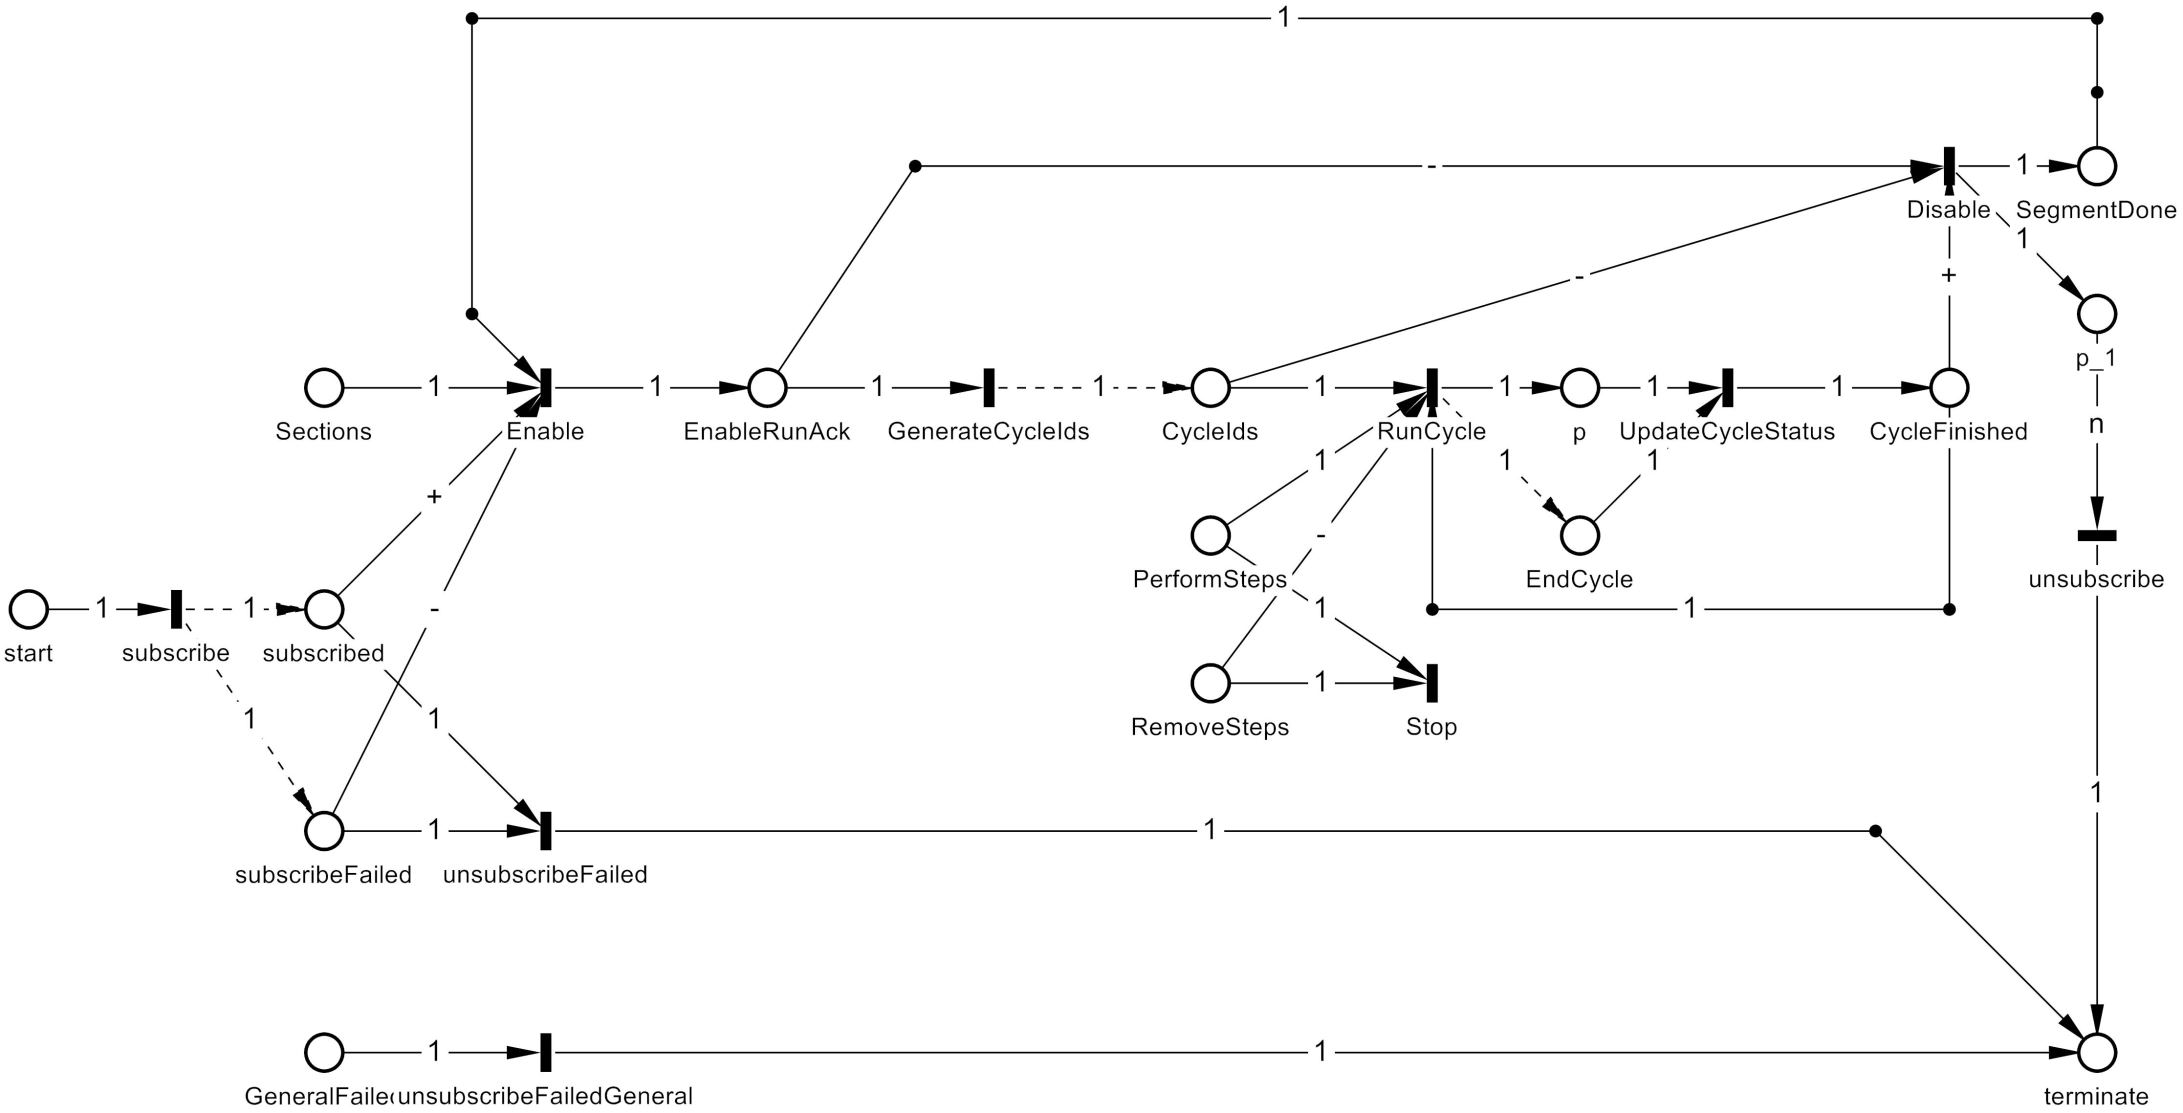 1
-
1
Disable
SegmentDone
1
-
+
1
1
1
1
1
1
1
1
p_1
Sections
Enable
EnableRunAck
GenerateCycleIds
CycleIds
RunCycle
p
UpdateCycleStatus
CycleFinished
n
1
1
1
+
-
PerformSteps
EndCycle
unsubscribe
1
1
-
1
1
start
subscribe
subscribed
1
RemoveSteps
Stop
1
1
1
1
1
subscribeFailed
unsubscribeFailed
1
1
GeneralFaile
unsubscribeFailedGeneral
terminate